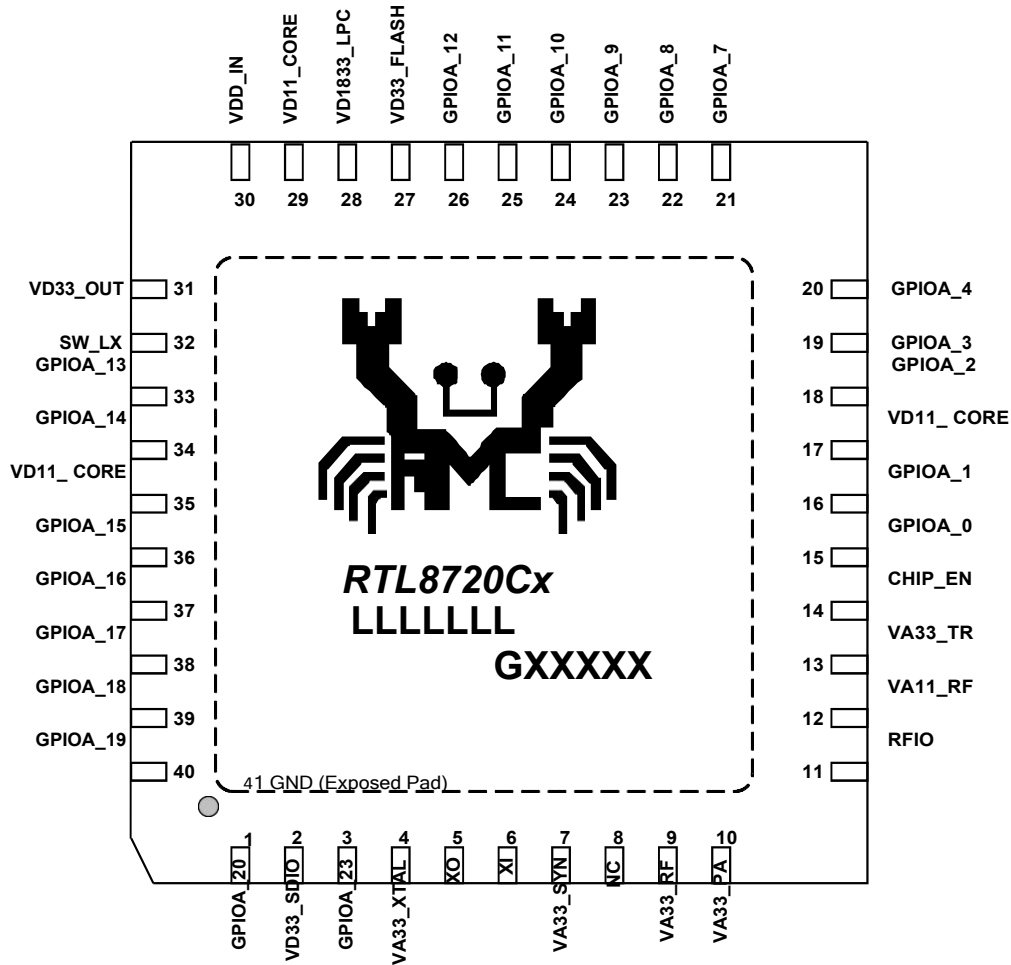 VDD_IN
VD11_CORE
VD1833_LPC
VD33_FLASH
GPIOA_12
GPIOA_11
GPIOA_10
GPIOA_9
GPIOA_8
GPIOA_7
30 29 28 27 26 25 24 23 22 21
VD33_OUT 31
SW_LX 32
GPIOA_13
33
GPIOA_14
34
VD11_ CORE
35
GPIOA_15
36
GPIOA_16
37
GPIOA_17
38
GPIOA_18
39
GPIOA_19
40
RTL8720Cx
LLLLLLL
GXXXXX
41 GND (Exposed Pad)
20 GPIOA_4
19 GPIOA_3
GPIOA_2
18
VD11_ CORE
17
GPIOA_1
16
GPIOA_0
15
CHIP_EN
14
VA33_TR
13
VA11_RF
12
RFIO
11
1 2 3 4 5 6 7 8 9 10
GPIOA_20
VD33_SDIO
GPIOA_23
VA33_XTAL
XO
XI
VA33_SYN
NC
VA33_RF
VA33_PA